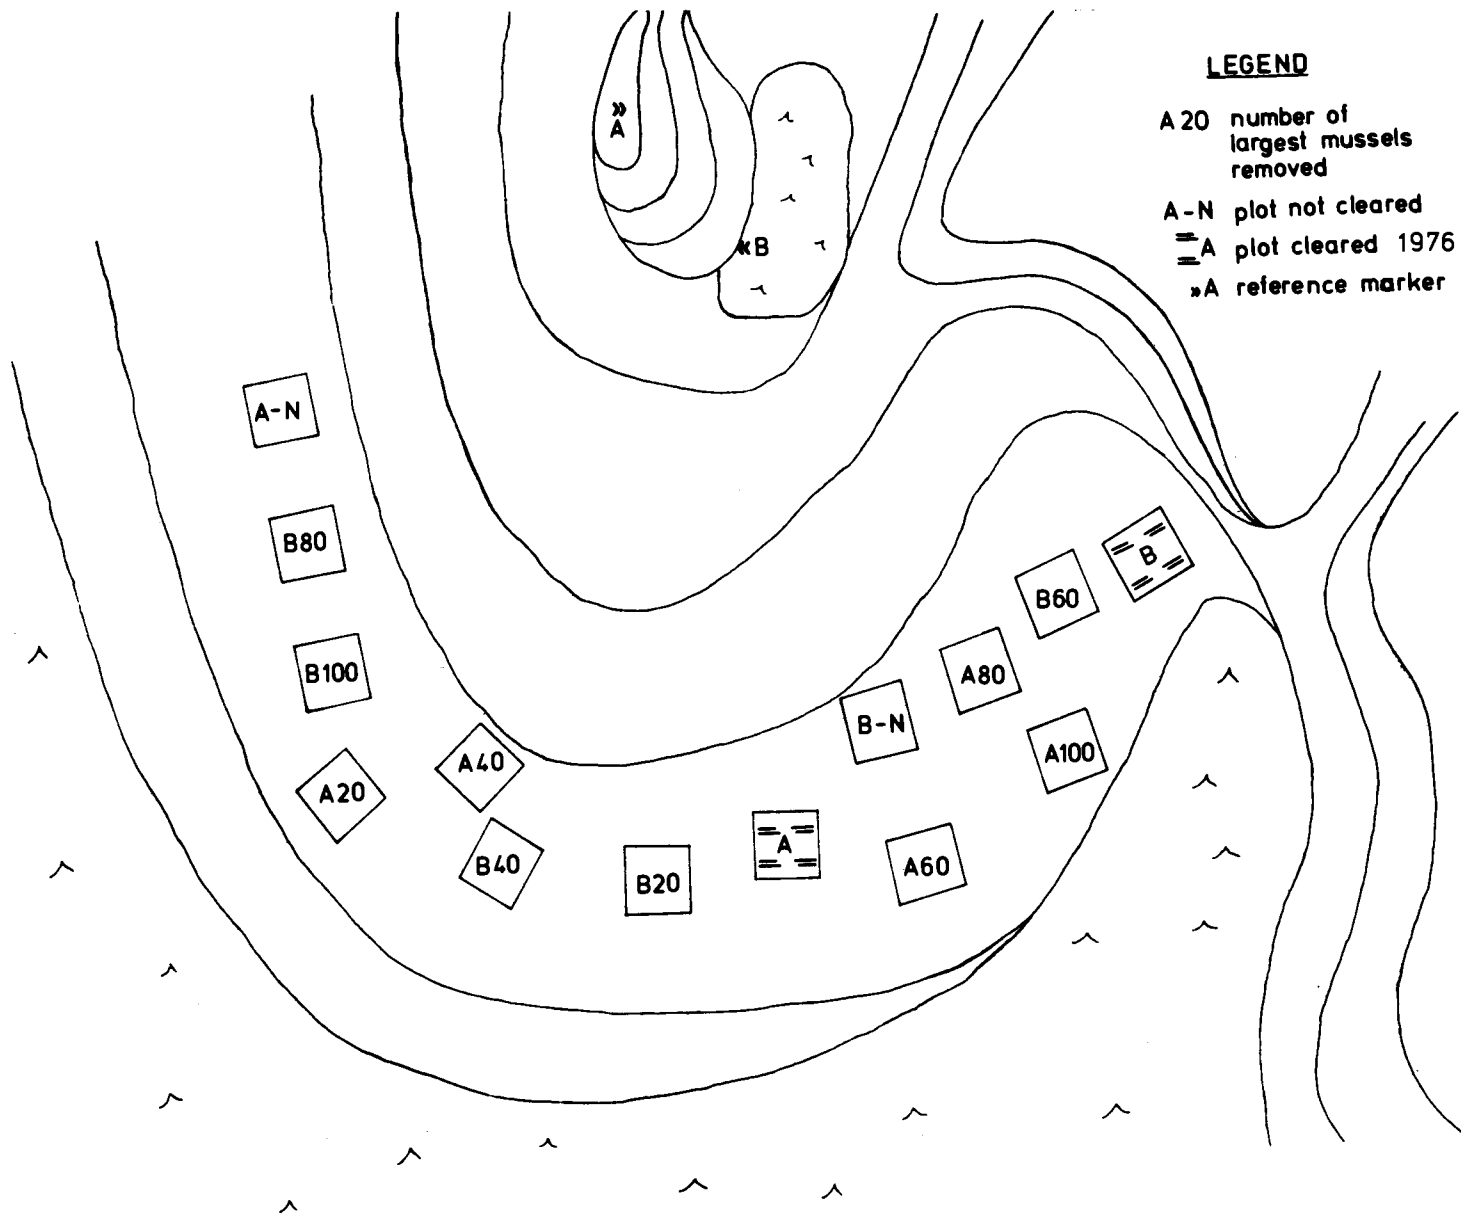 LEGEND
A 20 number of
largest mussels
removed
A-N plot not cleared
A plot cleared 1976
»A reference marker
»
A
«B
A-N
B80
B100
A20
A40
B40
B20
A
A60
B-N
A80
A100
B60
B